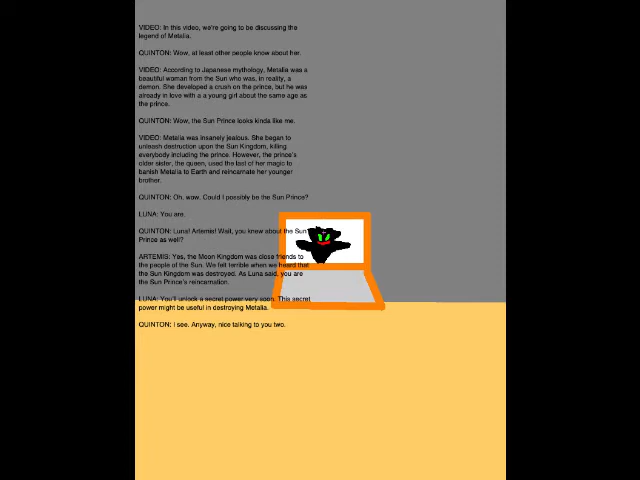 VIDEO: In this video, we're going to be discussing the
legend of Metalia.
QUINTON: Wow, at least other people know about her.
VIDEO: According to Japanese mythology, Metalia was a
beautiful woman from the Sun who was, in reality, a
demon. She developed a crush on the prince, but he was
already in love with a a young girl about the same age as
the prince.
QUINTON: Wow, the Sun Prince looks kinda like me.
VIDEO: Metalia was insanely jealous. She began to
unleash destruction upon the Sun Kingdom, killing
everybody including the prince. However, the prince's
older sister, the queen, used the last of her magic to
banish Metalia to Earth and reincarnate her younger
brother.
QUINTON: Oh, wow. Could I possibly be the Sun Prince?
LUNA: You are.
QUINTON: Luna! Artemis! Wait, you knew about the Sun
Prince as well?
ARTEMIS: Yes, the Moon Kingdom was close friends to
the people of the Sun. We felt terrible when we heard that
the Sun Kingdom was destroyed. As Luna said, you are
the Sun Prince's reincarnation.
LUNA: You'll unlock a secret power very soon. This secret
power might be useful in destroying Metalia.
QUINTON: I see. Anyway, nice talking to you two.